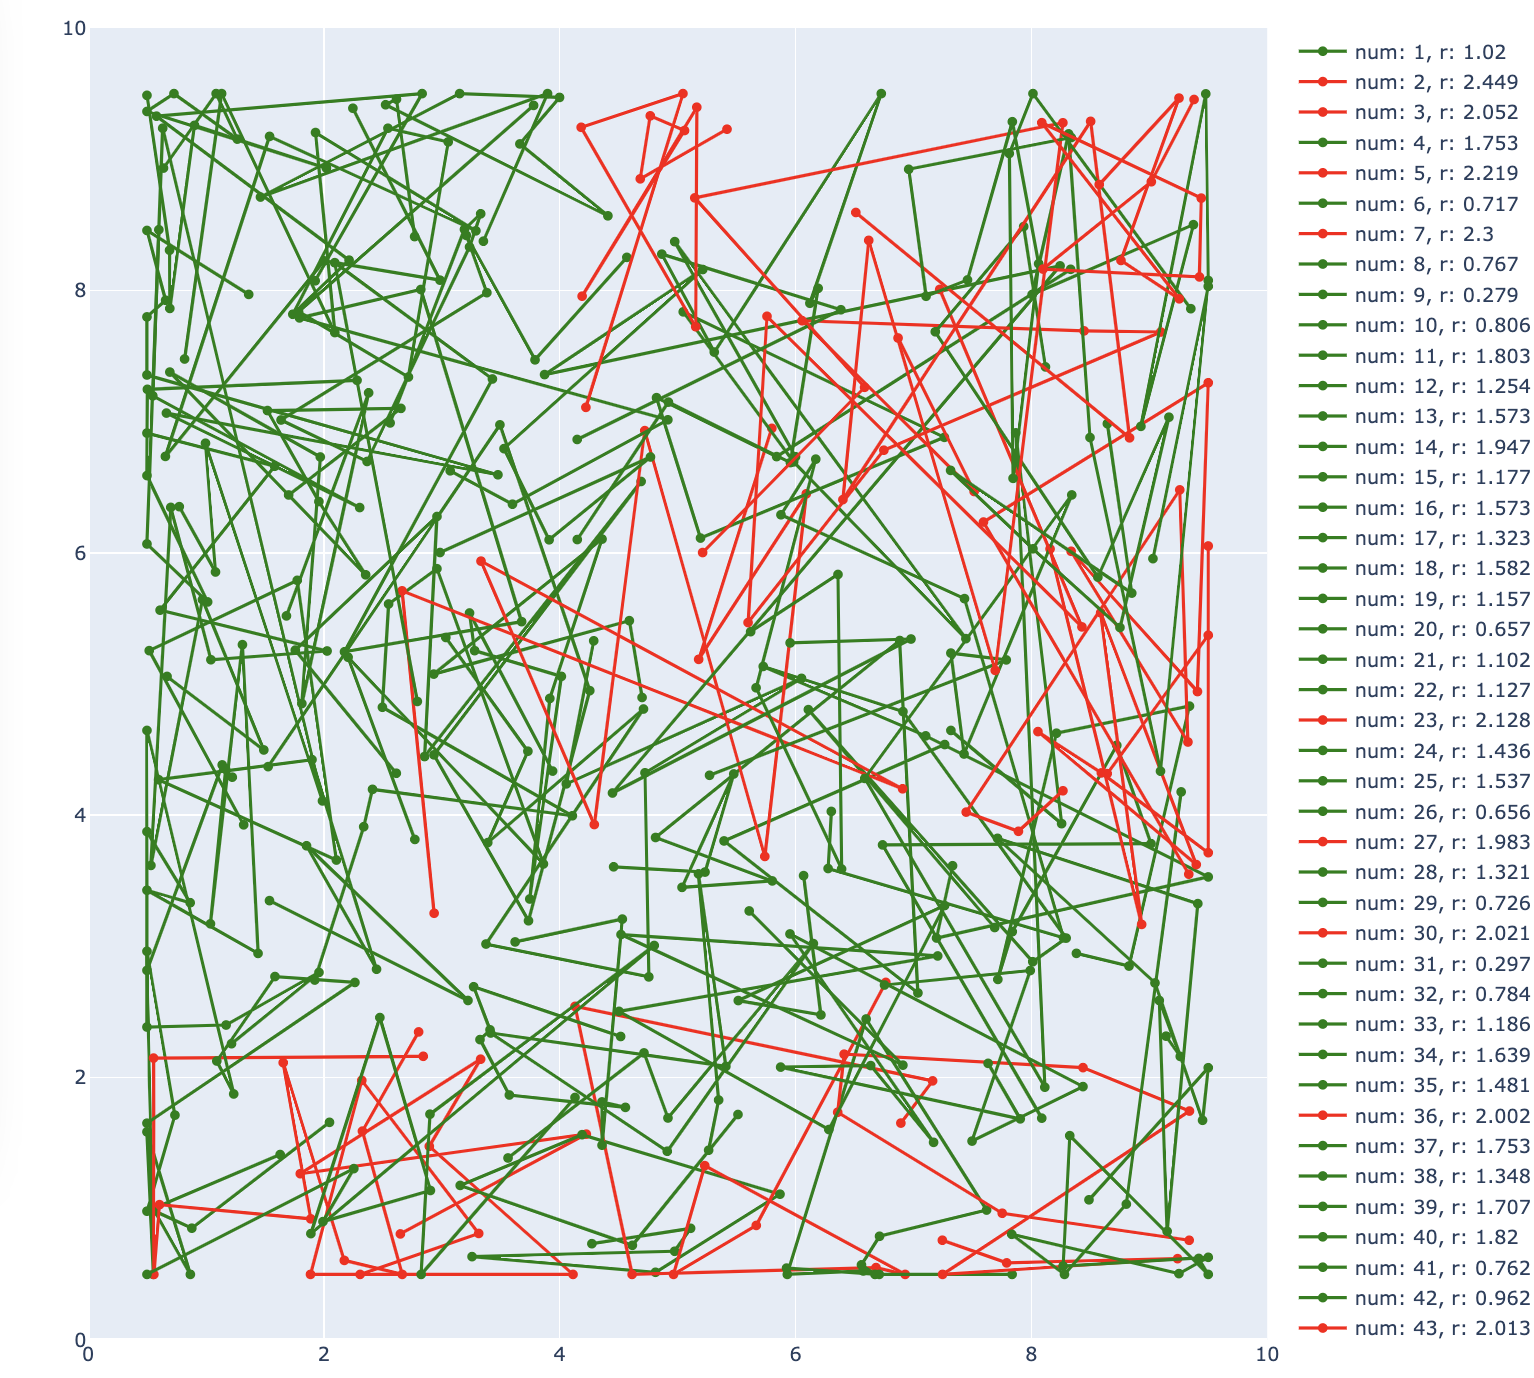 10
8
6
4
2
0
0 2 4 6 8 10
num: 1, r: 1.02
num: 2, r: 2.449
num: 3, r: 2.052
num: 4, r: 1.753
num: 5, r: 2.219
num: 6, r: 0.717
num: 7, r: 2.3
num: 8, r: 0.767
num: 9, r: 0.279
num: 10, r: 0.806
num: 11, r: 1.803
num: 12, r: 1.254
num: 13, r: 1.573
num: 14, r: 1.947
num: 15, r: 1.177
num: 16, r: 1.573
num: 17, r: 1.323
num: 18, r: 1.582
num: 19, r: 1.157
num: 20, r: 0.657
num: 21, r: 1.102
num: 22, r: 1.127
num: 23, r: 2.128
num: 24, r: 1.436
num: 25, r: 1.537
num: 26, r: 0.656
num: 27, r: 1.983
num: 28, r: 1.321
num: 29, r: 0.726
num: 30, r: 2.021
num: 31, r: 0.297
num: 32, r: 0.784
num: 33, r: 1.186
num: 34, r: 1.639
num: 35, r: 1.481
num: 36, r: 2.002
num: 37, r: 1.753
num: 38, r: 1.348
num: 39, r: 1.707
num: 40, r: 1.82
num: 41, r: 0.762
num: 42, r: 0.962
num: 43, r: 2.013